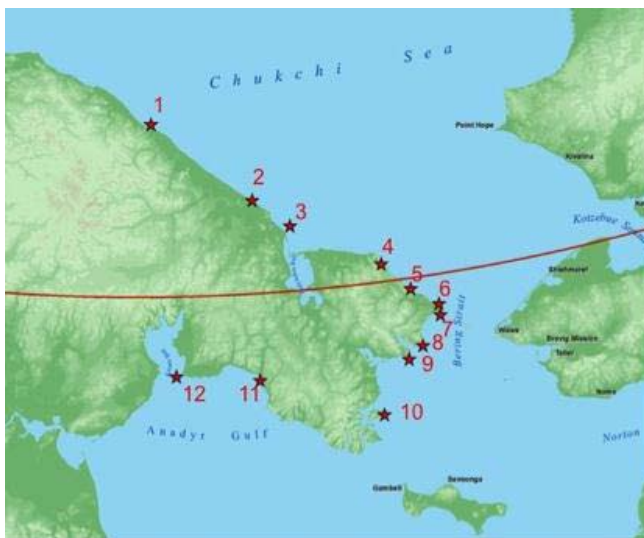 Chukchi Sea
1
Point Hope
Kivalina
2
3
Kotzebue S
4
5
Shishmaref
6
7
Bering Strait
Wales
8
Brevig Mission
Teller
9
12
11
Nome
10
Anadyr Gulf
Norton
Savoonga
Gambell